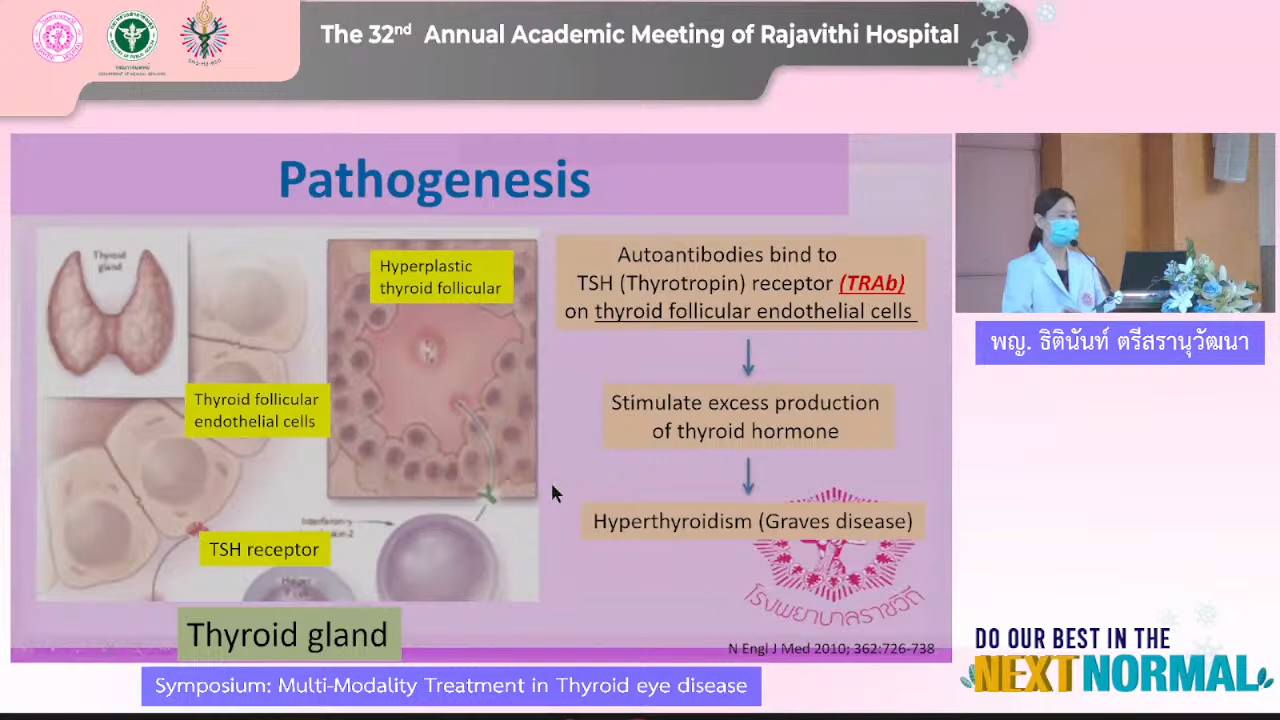 The 32nd Annual Academic Meeting of Rajavithi Hospital
Pathogenesis
Thyroid
gland
Hyperplastic
thyroid follicular
Thyroid follicular
endothelial cells
TSH receptor
Thyroid gland
Autoantibodies bind to
TSH (Thyrotropin) receptor (TRAb)
on thyroid follicular endothelial cells
Stimulate excess production
of thyroid hormone
Hyperthyroidism (Graves disease)
โรงพยาบาลราชวิถี
N Engl J Med 2010; 362:726-738
พญ. ธิตินันท์ ตรีสรานุวัฒนา
Symposium: Multi-Modality Treatment in Thyroid eye disease
DO OUR BEST IN THE
NEXT NORMAL